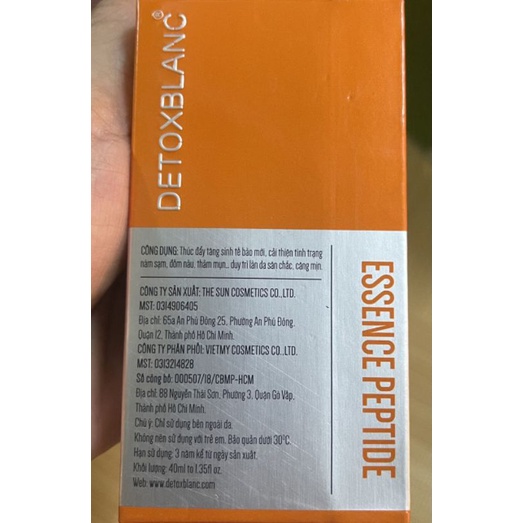 DETOXBLANC®
CÔNG DỤNG: Thúc đẩy tăng sinh tế bào mới, cải thiện tình trạng
nám sạm, đốm nâu, thâm mụn... duy trì làn da săn chắc, căng mịn.
CÔNG TY SẢN XUẤT: THE SUN COSMETICS CO.,LTD.
MST: 0314906405
Địa chỉ: 65a An Phú Đông 25, Phường An Phú Đông,
Quận 12, Thành phố Hồ Chí Minh.
CÔNG TY PHÂN PHỐI: VIETMY COSMETICS CO.,LTD.
MST: 0313214828
Số công bố: 000507/18/CBMP-HCM
Địa chỉ: 88 Nguyễn Thái Sơn, Phường 3, Quận Gò Vấp,
Thành phố Hồ Chí Minh.
Chú ý: Chỉ sử dụng bên ngoài da.
Không nên sử dụng với trẻ em. Bảo quản dưới 30°C.
Hạn sử dụng: 3 năm kể từ ngày sản xuất.
Khối lượng: 40ml to 1.35fl oz.
Web: www.detoxblanc.com
ESSENCE PEPTIDE